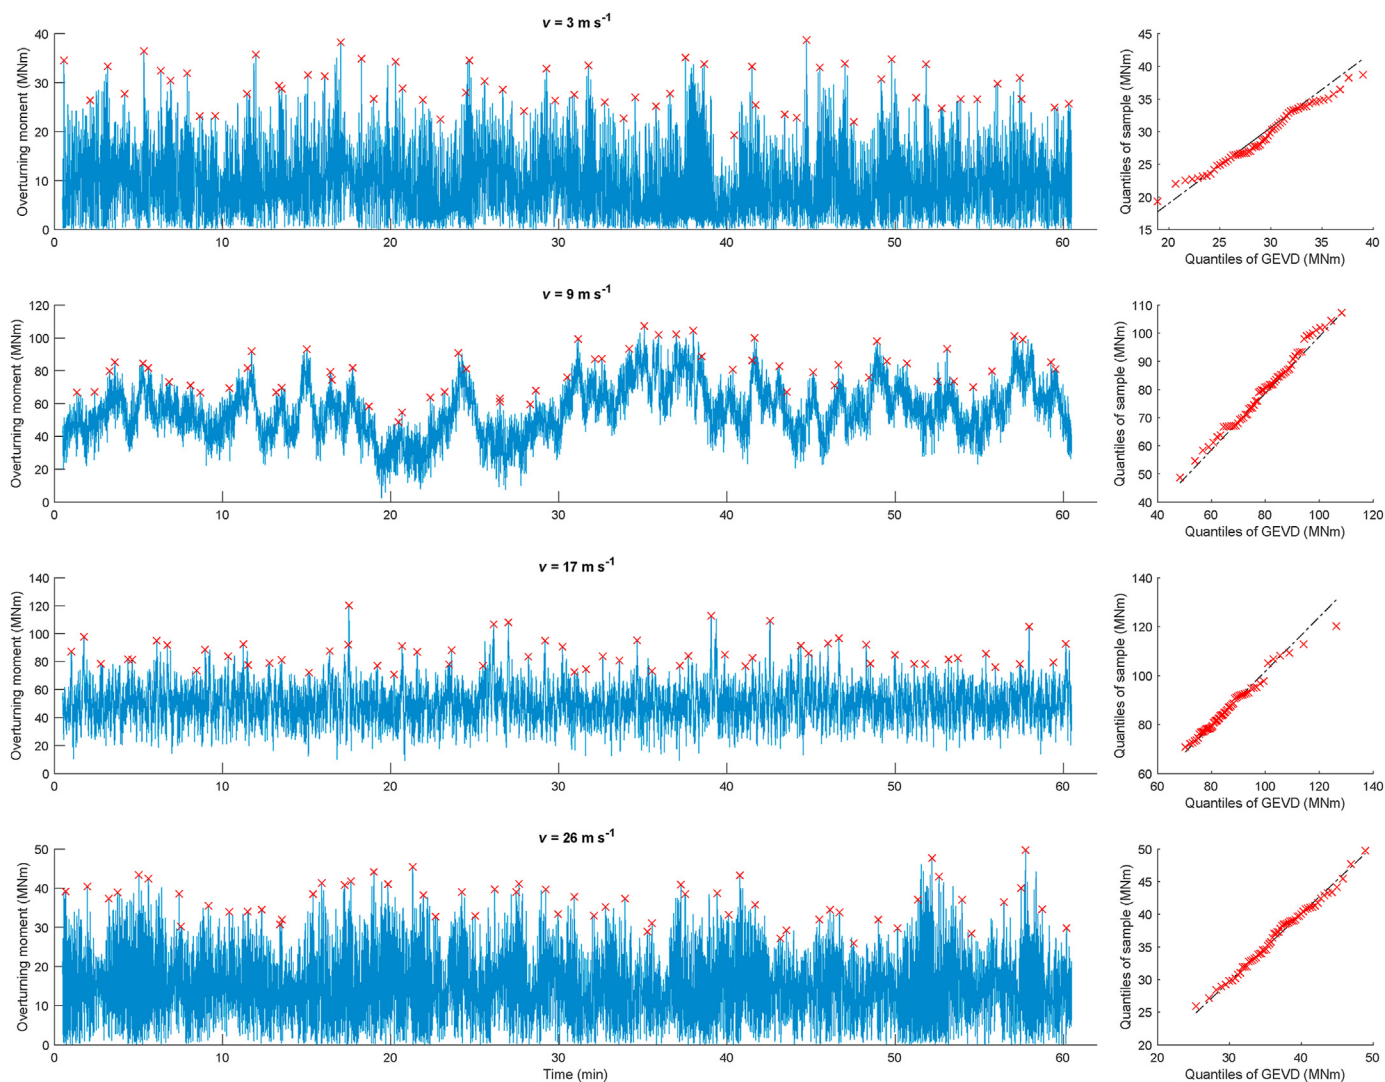 v = 3 m s-1
Overturning moment (MNm)
40
30
20
10
0
0 10 20 30 40 50 60
Quantiles of sample (MNm)
45
40
35
30
25
20
15
20 25 30 35 40
Quantiles of GEVD (MNm)
v = 9 m s-1
Overturning moment (MNm)
120
100
80
60
40
20
0
0 10 20 30 40 50 60
Quantiles of sample (MNm)
110
100
90
80
70
60
50
40
40 60 80 100 120
Quantiles of GEVD (MNm)
v = 17 m s-1
Overturning moment (MNm)
140
120
100
80
60
40
20
0
0 10 20 30 40 50 60
Quantiles of sample (MNm)
140
120
100
80
60
60 80 100 120 140
Quantiles of GEVD (MNm)
v = 26 m s-1
Overturning moment (MNm)
50
40
30
20
10
0
0 10 20 30 40 50 60
Time (min)
Quantiles of sample (MNm)
50
45
40
35
30
25
20
20 30 40 50
Quantiles of GEVD (MNm)